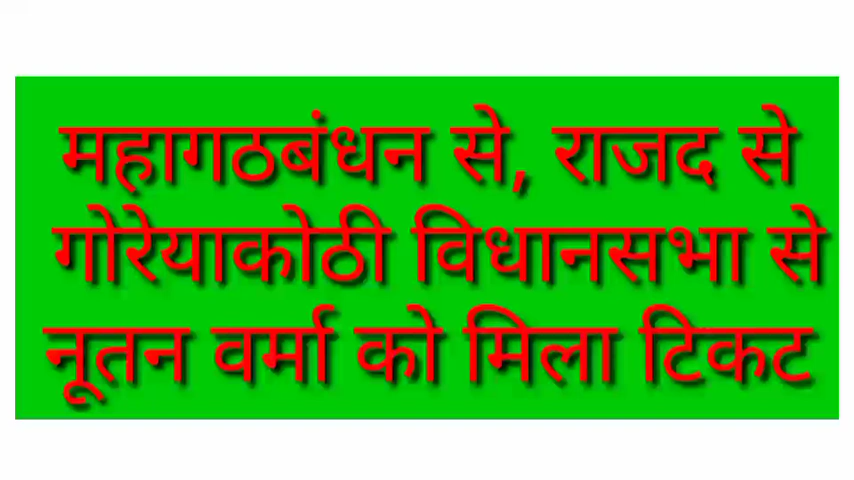 महागठबंधन से, राजद से
गोरेयाकोठी विधानसभा से
नूतन वर्मा को मिला टिकट